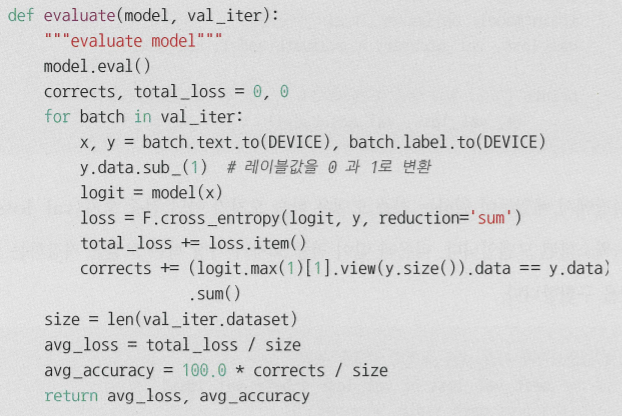 def evaluate(model, val_iter):
    """evaluate model"""
    model.eval()
    corrects, total_loss = 0, 0
    for batch in val_iter:
        x, y = batch.text.to(DEVICE), batch.label.to(DEVICE)
        y.data.sub_(1)  # 레이블값을 0 과 1로 변환
        logit = model(x)
        loss = F.cross_entropy(logit, y, reduction='sum')
        total_loss += loss.item()
        corrects += (logit.max(1)[1].view(y.size()).data == y.data)
                    .sum()
    size = len(val_iter.dataset)
    avg_loss = total_loss / size
    avg_accuracy = 100.0 * corrects / size
    return avg_loss, avg_accuracy